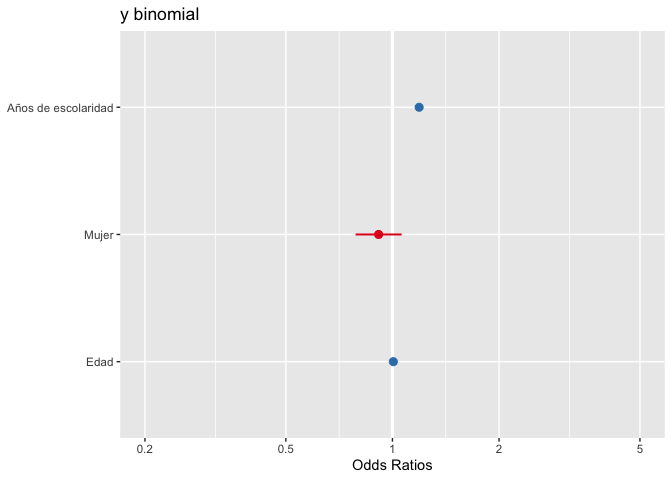 y binomial
Años de escolaridad
Mujer
Edad
0.2 0.5 1 2 5
Odds Ratios